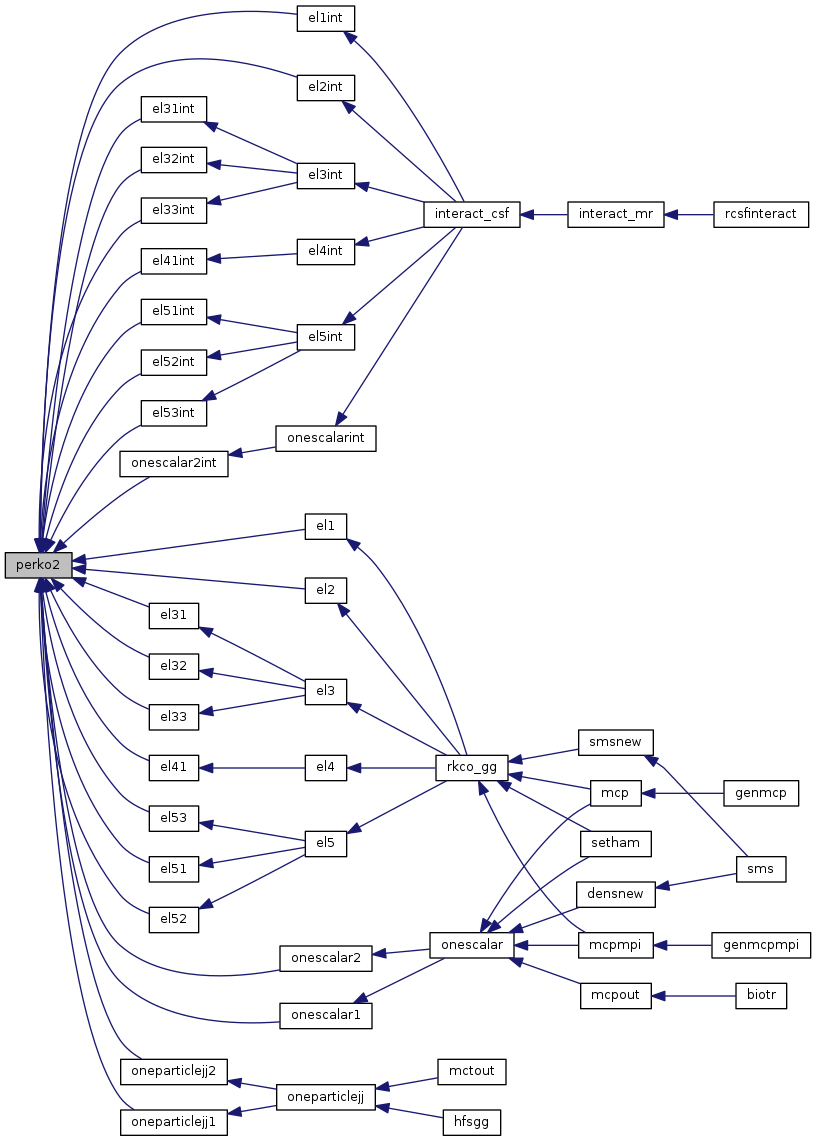 el1int
el2int
el31int
el32int
el3int
el33int
interact_csf
interact_mr
rcsfinteract
el41int
el4int
el51int
el5int
el52int
el53int
onescalarint
onescalar2int
el1
perko2
el2
el31
el32
el3
el33
smsnew
el41
el4
rkco_gg
mcp
genmcp
el53
el5
setham
el51
sms
densnew
el52
onescalar
mcpmpi
genmcpmpi
onescalar2
mcpout
biotr
onescalar1
oneparticlejj2
mctout
oneparticlejj
oneparticlejj1
hfsgg